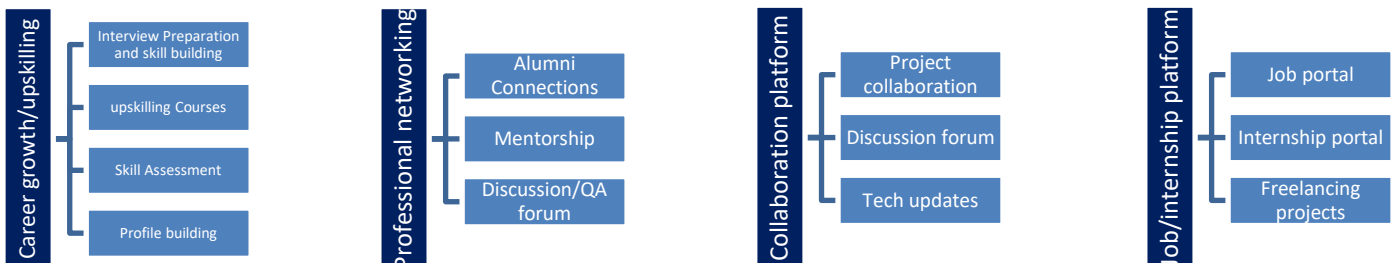 Career growth/upskilling
Interview Preparation
and skill building
upskilling Courses
Skill Assessment
Profile building
Professional networking
Alumni
Connections
Mentorship
Discussion/QA
forum
Collaboration platform
Project
collaboration
Discussion forum
Tech updates
Job/internship platform
Job portal
Internship portal
Freelancing
projects